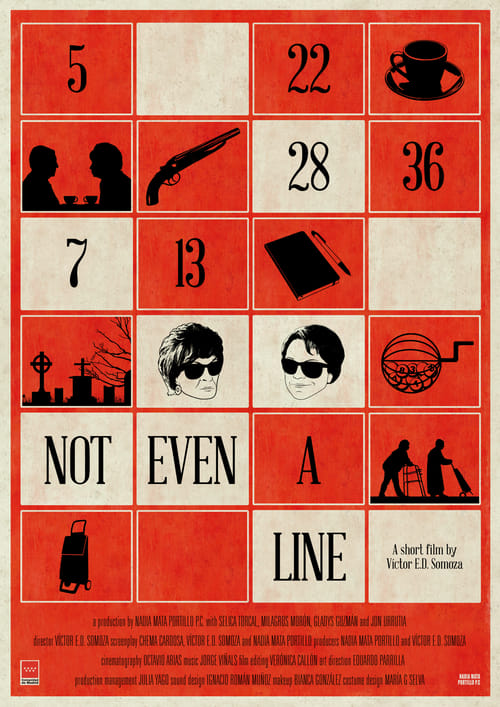 5
22
28
36
7
13
NOT EVEN A
LINE
A short film by
Víctor E.D. Somoza
a production by NADIA MATA PORTILLO P.C. with SELICA TORCAL, MILAGROS MORÓN, GLADYS GUZMÁN and JON URRUTIA
director VÍCTOR E.D. SOMOZA screenplay CHEMA CARDOSA, VÍCTOR E.D. SOMOZA and NADIA MATA PORTILLO producers NADIA MATA PORTILLO and VÍCTOR E.D. SOMOZA
cinematography OCTAVIO ARIAS music JORGE VIÑALS film editing VERÓNICA CALLÓN art direction EDUARDO PARRILLA
production management JULIA YAGO sound design IGNACIO ROMÁN MUÑOZ makeup BIANCA GONZÁLEZ costume design MARÍA G SELVA
NADIA MATA
PORTILLO P.C